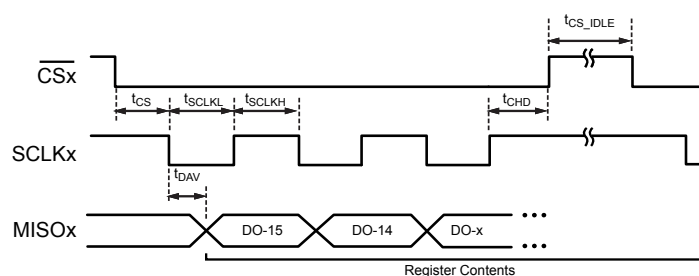 tCS_IDLE
CSx
tCS tSCLKL tSCLKH tCHD
SCLKx
tDAV
MISOx DO-15 DO-14 DO-x
Register Contents